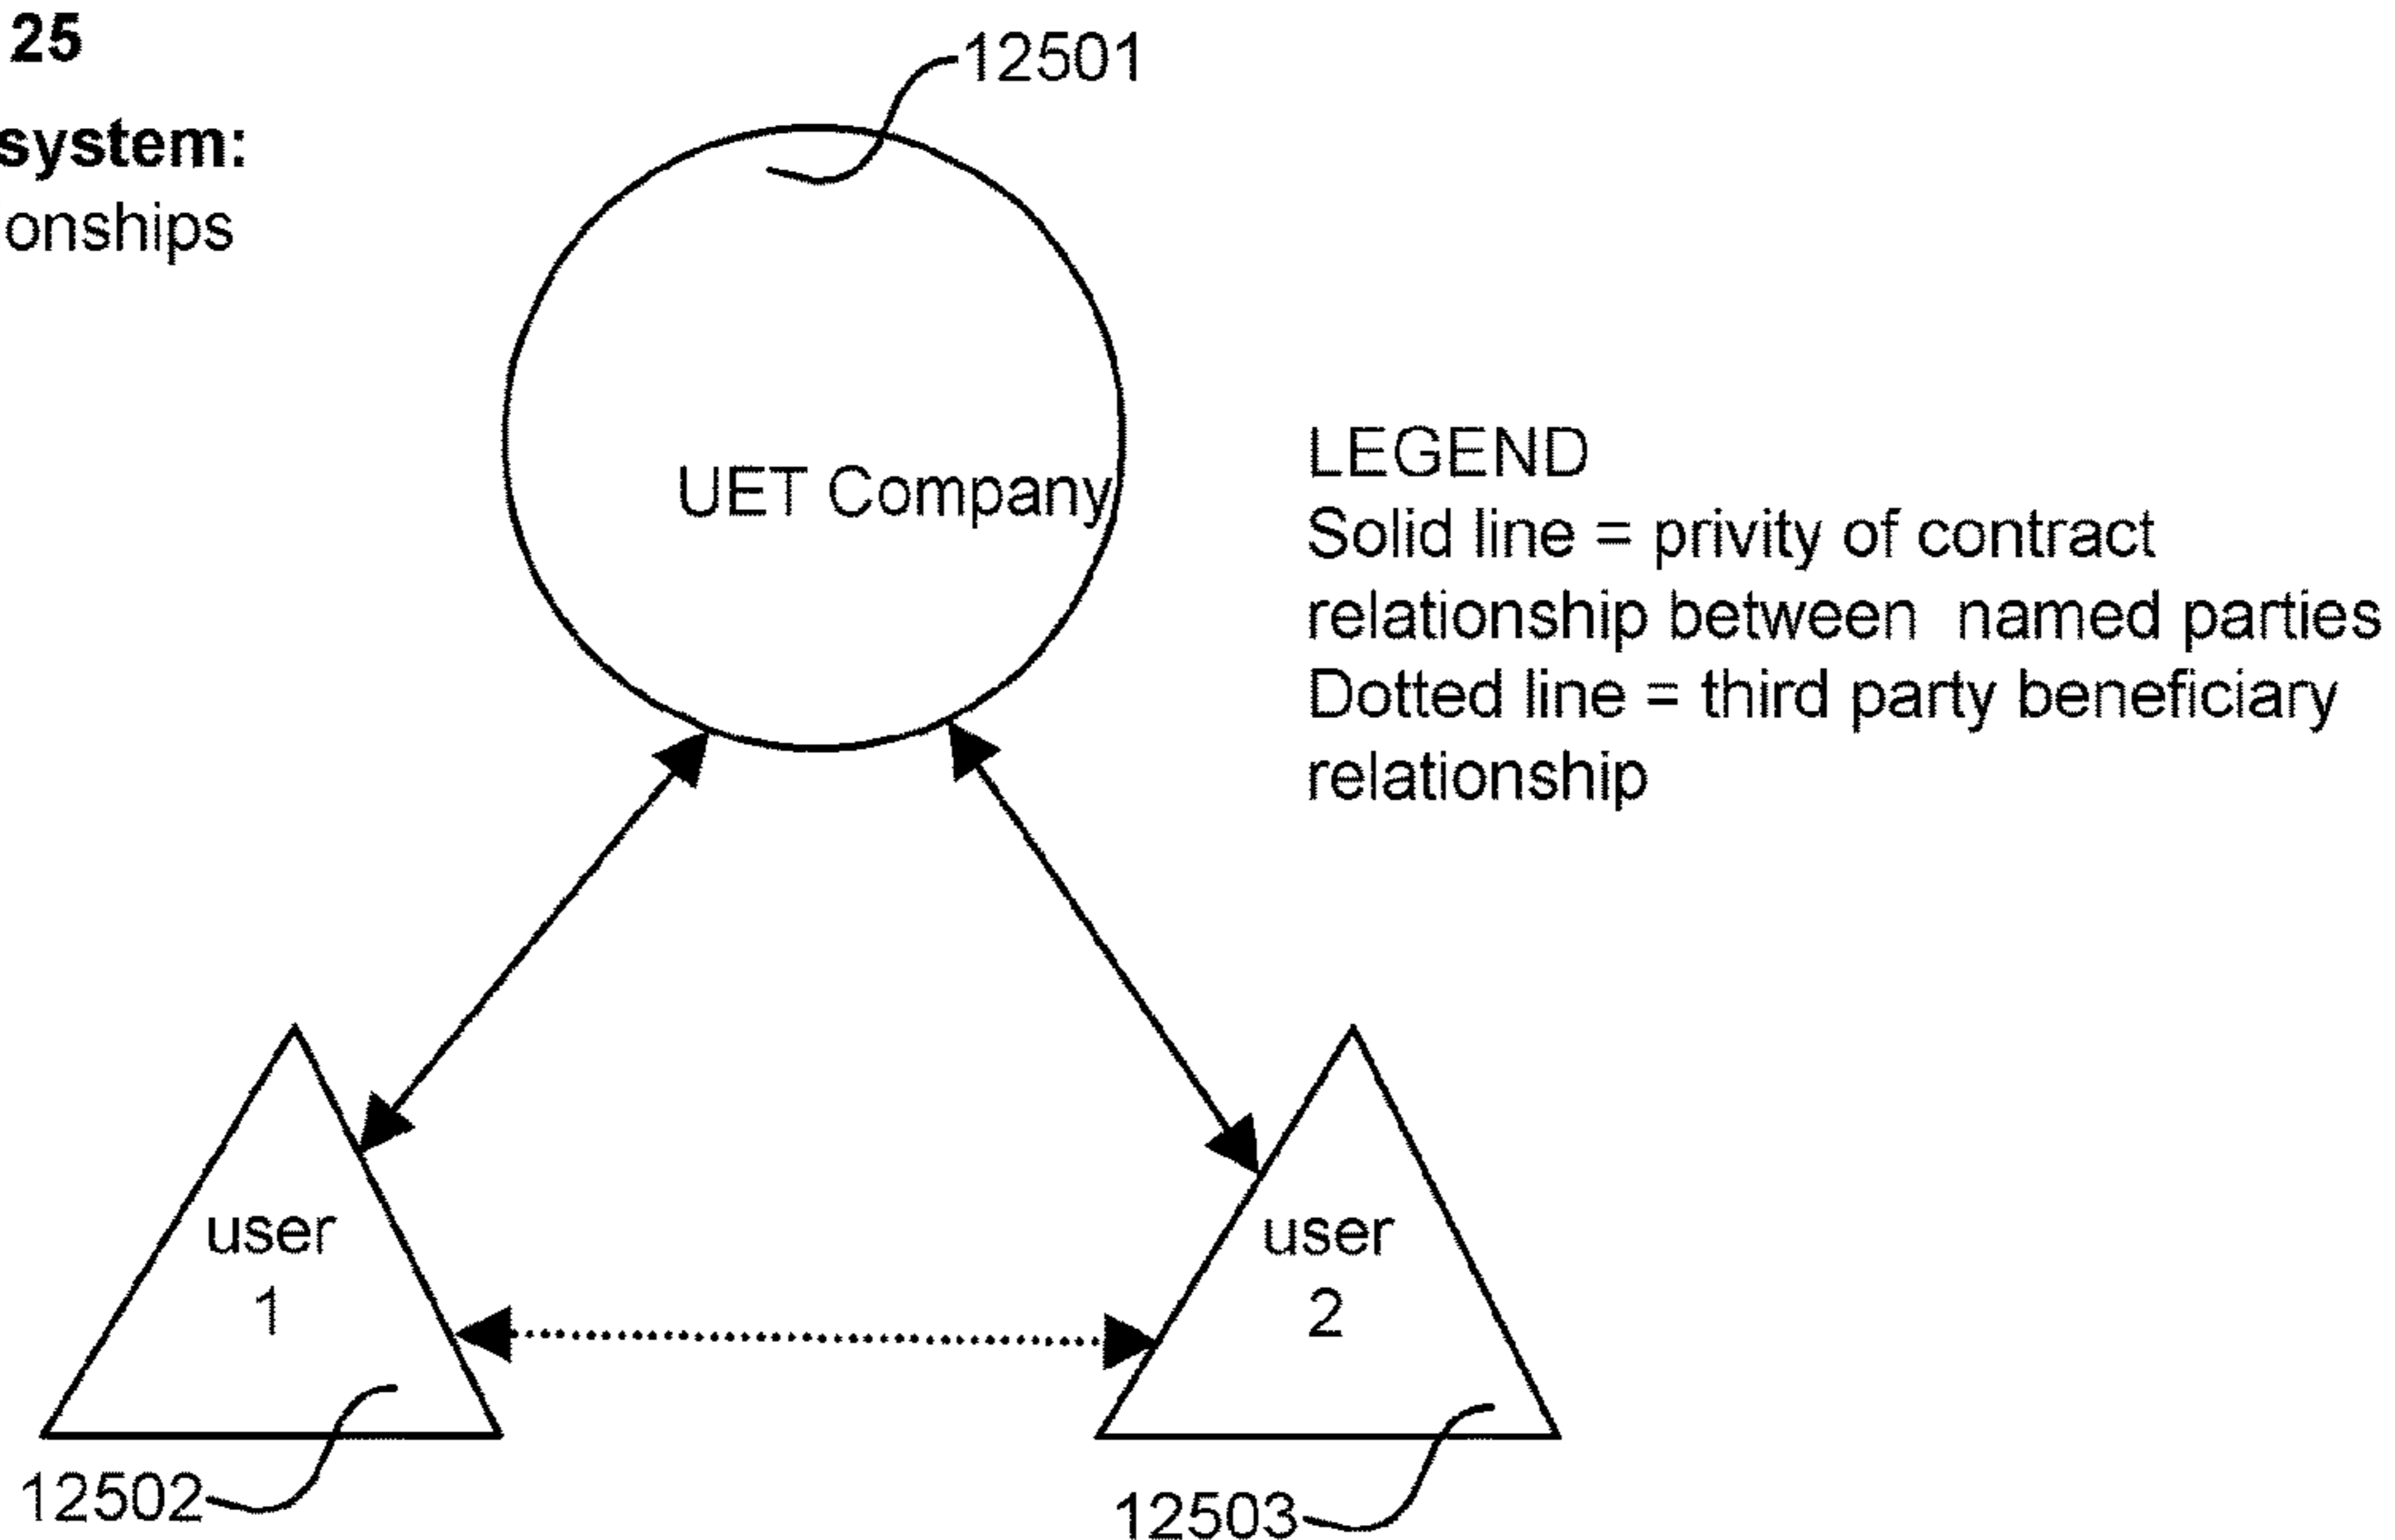 25
system:
onships
12501
UET Company
LEGEND
Solid line = privity of contract
relationship between named parties
Dotted line = third party beneficiary
relationship
user
1
user
2
12502
12503